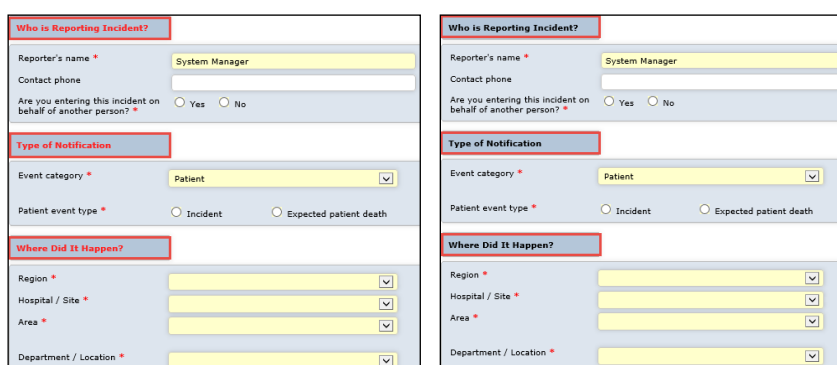 Who is Reporting Incident?
Reporter's name *
System Manager
Contact phone
Are you entering this incident on
behalf of another person? *
Yes No
Type of Notification
Event category *
Patient
Patient event type *
Incident Expected patient death
Where Did It Happen?
Region *
Hospital / Site *
Area *
Department / Location *
Who is Reporting Incident?
Reporter's name *
System Manager
Contact phone
Are you entering this incident on
behalf of another person? *
Yes No
Type of Notification
Event category *
Patient
Patient event type *
Incident Expected patient death
Where Did It Happen?
Region *
Hospital / Site *
Area *
Department / Location *